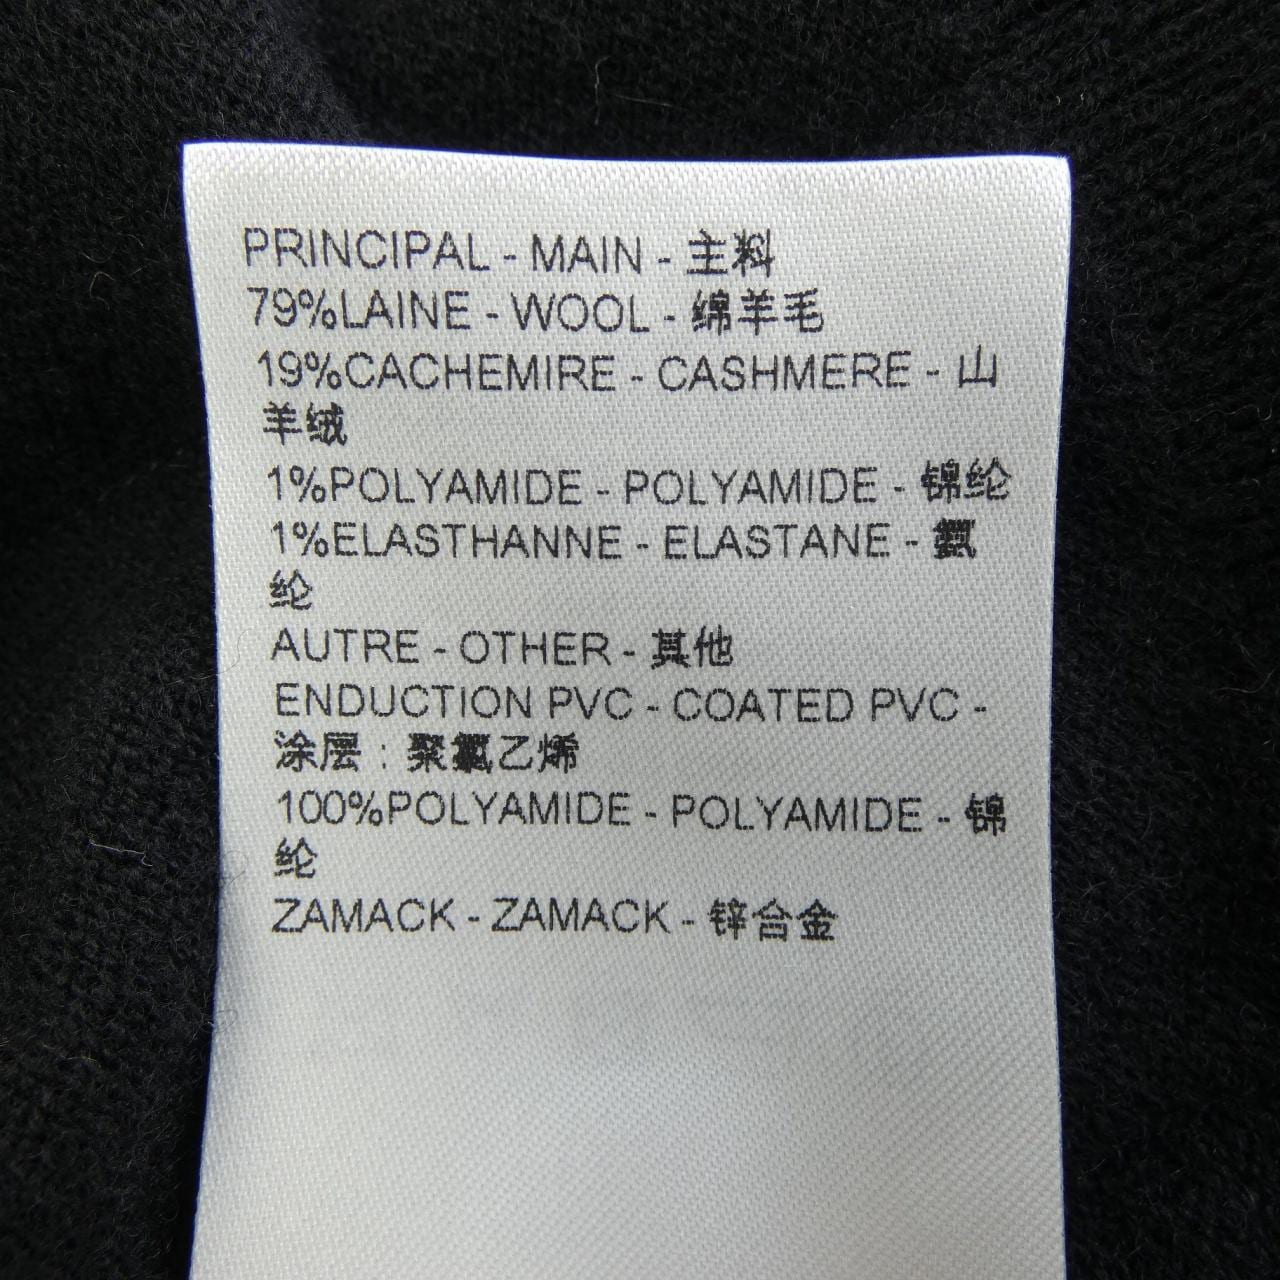 PRINCIPAL - MAIN - 主料
79%LAINE - WOOL - 绵羊毛
19%CACHEMIRE - CASHMERE - 山
羊绒
1%POLYAMIDE - POLYAMIDE - 锦纶
1%ELASTHANNE - ELASTANE - 氨
纶
AUTRE - OTHER - 其他
ENDUCTION PVC - COATED PVC -
涂层 : 聚氯乙烯
100%POLYAMIDE - POLYAMIDE - 锦
纶
ZAMACK - ZAMACK - 锌合金